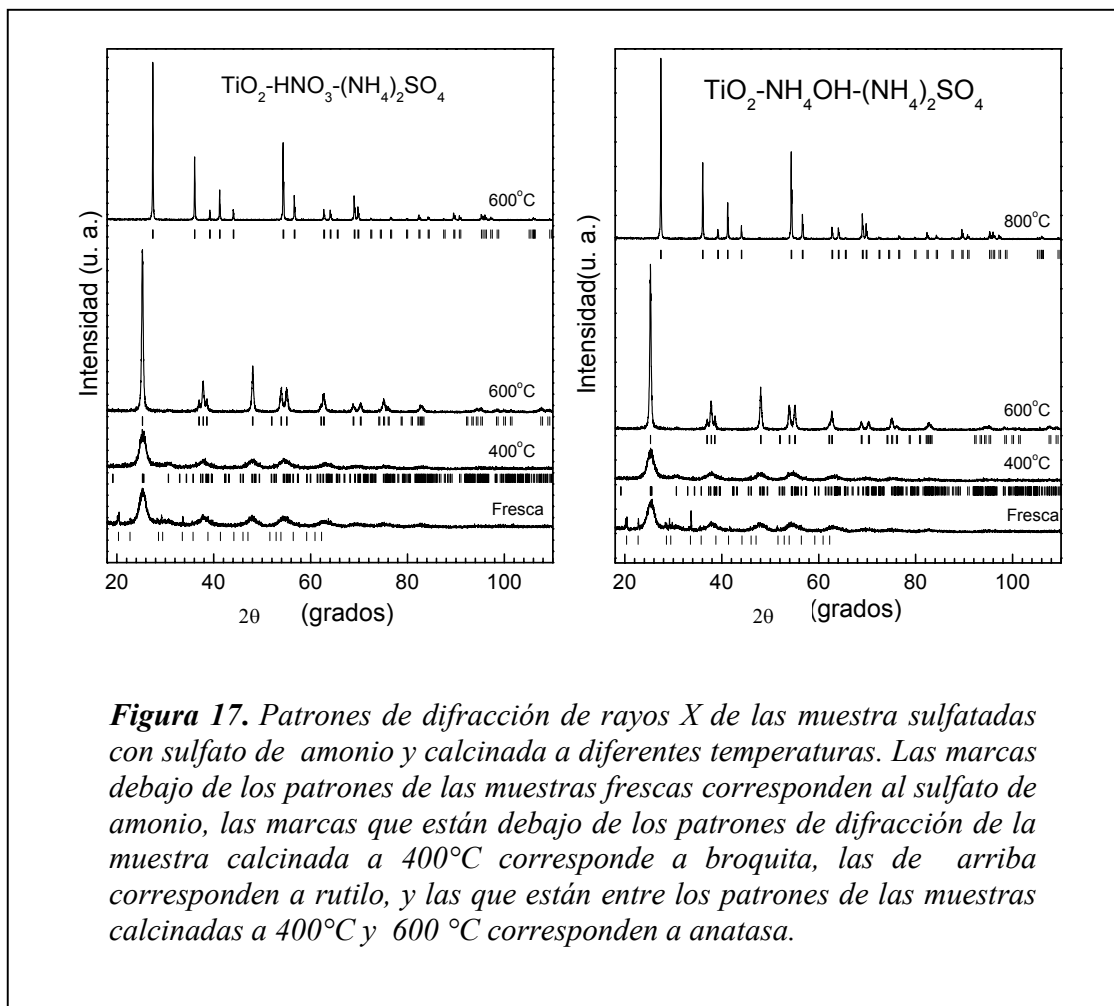 TiO2-HNO3-(NH4)2SO4
600°C
600°C
400°C
Fresca
Intensidad (u. a.)
20 40 60 80 100
2θ (grados)
TiO2-NH4OH-(NH4)2SO4
800°C
600°C
400°C
Fresca
Intensidad(u. a.)
20 40 60 80 100
2θ (grados)
Figura 17. Patrones de difracción de rayos X de las muestra sulfatadas
con sulfato de amonio y calcinada a diferentes temperaturas. Las marcas
debajo de los patrones de las muestras frescas corresponden al sulfato de
amonio, las marcas que están debajo de los patrones de difracción de la
muestra calcinada a 400°C corresponde a broquita, las de arriba
corresponden a rutilo, y las que están entre los patrones de las muestras
calcinadas a 400°C y 600 °C corresponden a anatasa.